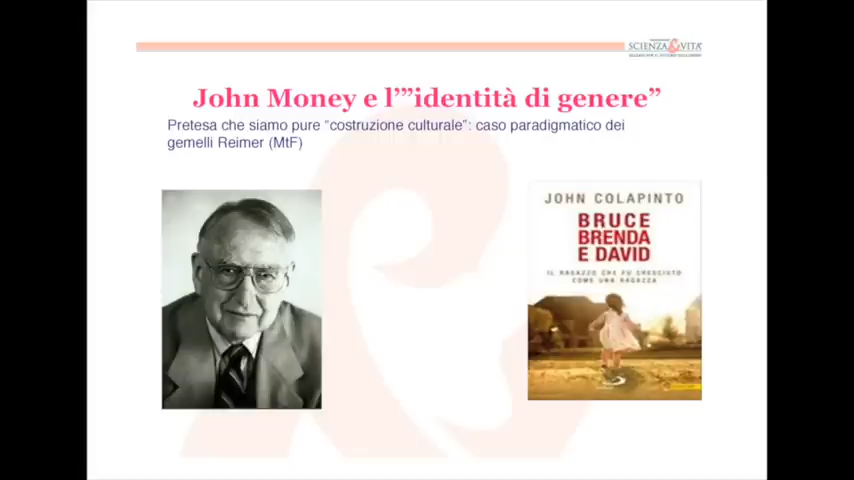 SCIENZA&VITA'
John Money e l'”identità di genere”
Pretesa che siamo pure “costruzione culturale”: caso paradigmatico dei
gemelli Reimer (MtF)
JOHN COLAPINTO
BRUCE
BRENDA
E DAVID
IL RAGAZZO CHE FU CRESCIUTO
COME UNA RAGAZZA